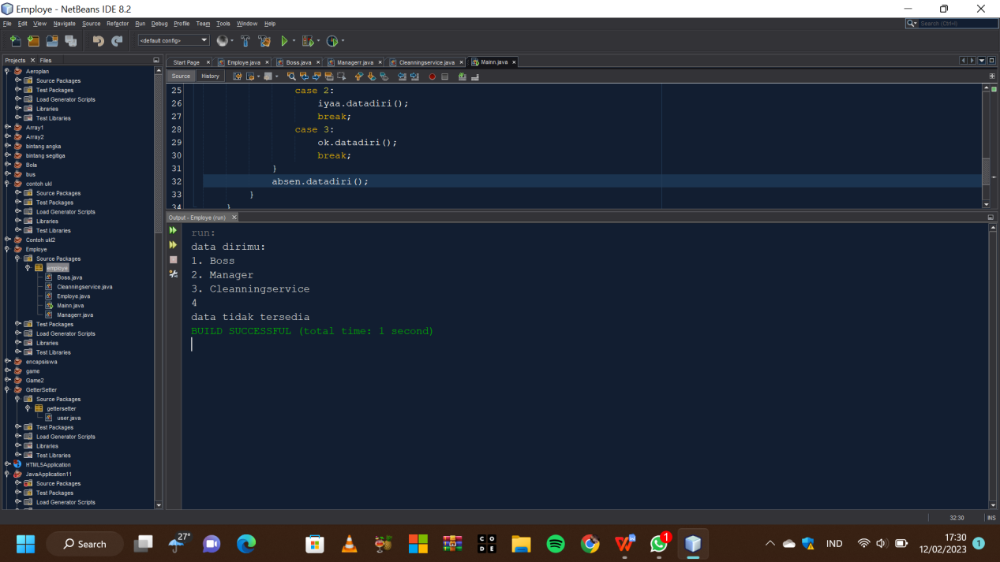 Employe - NetBeans IDE 8.2
File Edit View Navigate Source Refactor Run Debug Profile Team Tools Window Help
Search (Ctrl+I)
<default config>
Projects Files
Start Page Employe.java Boss.java Managerr.java Cleanningservice.java Mainn.java
Source History
Aeroplan
Source Packages
Test Packages
Load Generator Scripts
Libraries
Test Libraries
Array1
Array2
bintang angka
bintang segitiga
Bola
bus
contoh ukl
Source Packages
Test Packages
Load Generator Scripts
Libraries
Test Libraries
Contoh ukl2
Employe
Source Packages
employe
Boss.java
Cleanningservice.java
Employe.java
Mainn.java
Managerr.java
Test Packages
Load Generator Scripts
Libraries
Test Libraries
encapsiswa
game
Game2
GetterSetter
Source Packages
gettersetter
user.java
Test Packages
Load Generator Scripts
Libraries
Test Libraries
HTML5Application
JavaApplication11
Source Packages
Test Packages
Load Generator Scripts
25 case 2:
26 iyaa.datadiri();
27 break;
28 case 3:
29 ok.datadiri();
30 break;
31 }
32 absen.datadiri();
33 }
34 }
Output - Employe (run)
run:
data dirimu:
1. Boss
2. Manager
3. Cleanningservice
4
data tidak tersedia
BUILD SUCCESSFUL (total time: 1 second)
32:30 INS
Search
27°
CODE
1
IND
17:30
12/02/2023
1